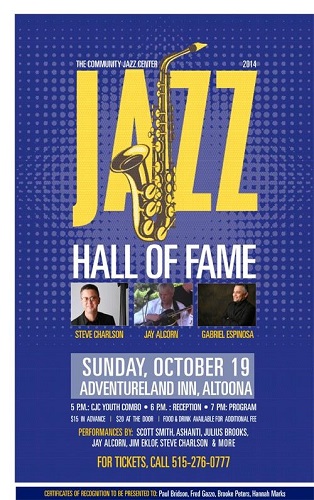 THE COMMUNITY JAZZ CENTER 2014
JAZZ
HALL OF FAME
STEVE CHARLSON JAY ALCORN GABRIEL ESPINOSA
SUNDAY, OCTOBER 19
ADVENTURELAND INN, ALTOONA
5 P.M.: CJC YOUTH COMBO • 6 P.M. : RECEPTION • 7 PM: PROGRAM
$15 IN ADVANCE | $20 AT THE DOOR | FOOD & DRINK AVAILABLE FOR ADDITIONAL FEE
PERFORMANCES BY: SCOTT SMITH, ASHANTI, JULIUS BROOKS,
JAY ALCORN, JIM EKLOF, STEVE CHARLSON & MORE
FOR TICKETS, CALL 515-276-0777
CERTIFICATES OF RECOGNITION TO BE PRESENTED TO: Paul Bridson, Fred Gazzo, Brooke Peters, Hannah Marks